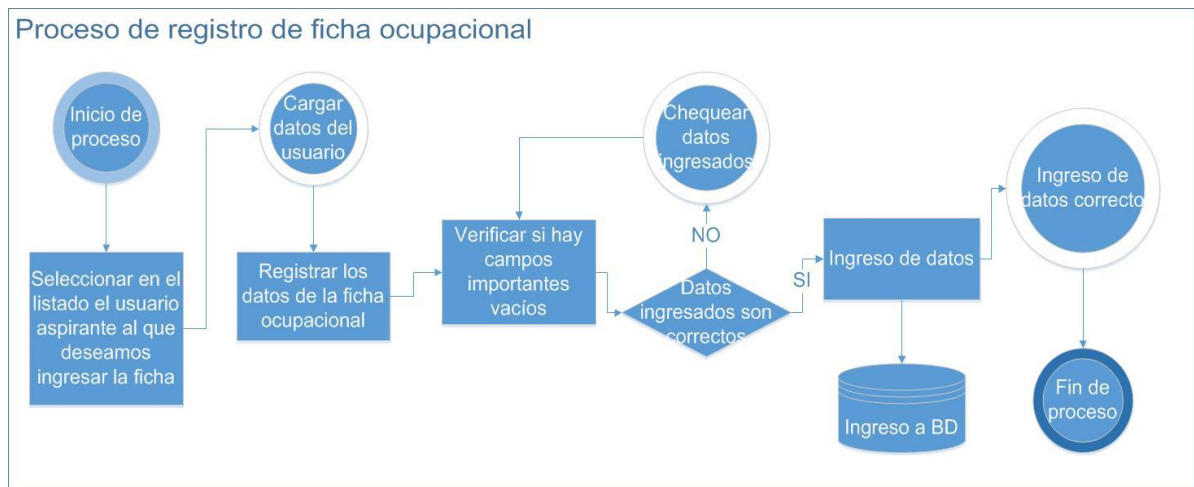 Proceso de registro de ficha ocupacional
Inicio de
proceso
Cargar
datos del
usuario
Chequear
datos
ingresados
Ingreso de
datos correcto
Seleccionar en el
listado el usuario
aspirante al que
deseamos
ingresar la ficha
Registrar los
datos de la ficha
ocupacional
Verificar si hay
campos
importantes
vacíos
NO
Datos
ingresados son
correctos
SI
Ingreso de datos
Ingreso a BD
Fin de
proceso